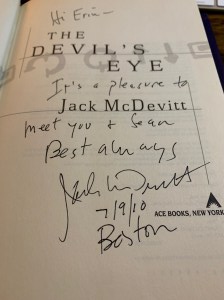 Hi Erin —
THE
DEVIL'S
EYE
It's a pleasure to
Jack McDevitt
meet you & Sean
Best always
Jack McDevitt
7/9/10
ACE BOOKS, NEW YORK
Boston